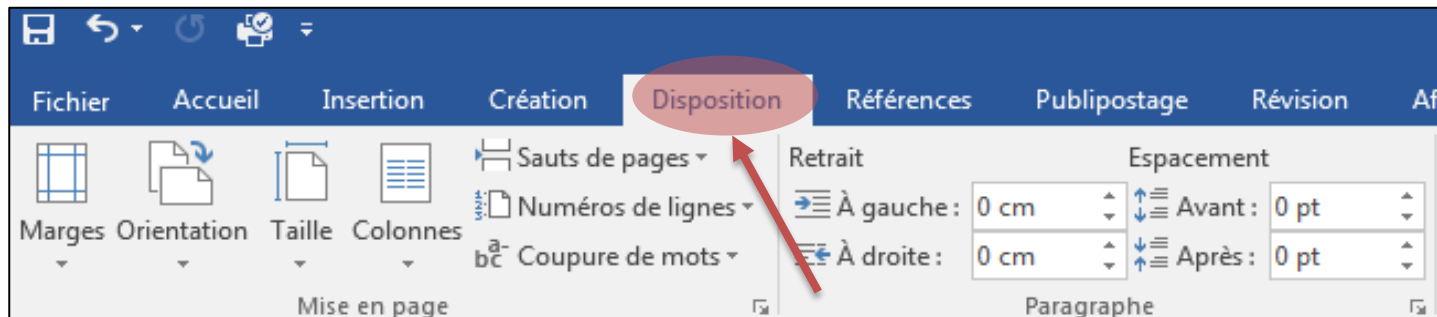 Fichier Accueil Insertion Création Disposition Références Publipostage Révision Af
Sauts de pages Retrait Espacement
Numéros de lignes À gauche : 0 cm Avant : 0 pt
Marges Orientation Taille Colonnes
Coupure de mots À droite : 0 cm Après : 0 pt
Mise en page Paragraphe